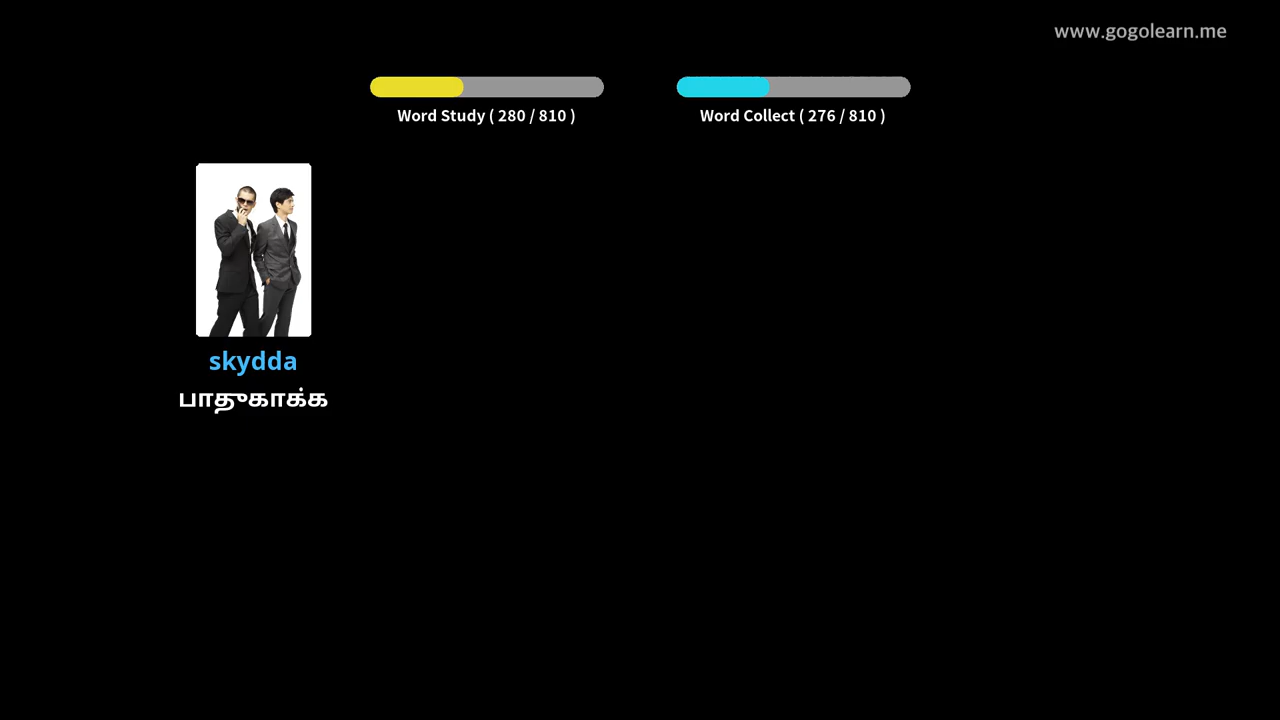 www.gogolearn.me
Word Study ( 280 / 810 )
Word Collect ( 276 / 810 )
skydda
பாதுகாக்க